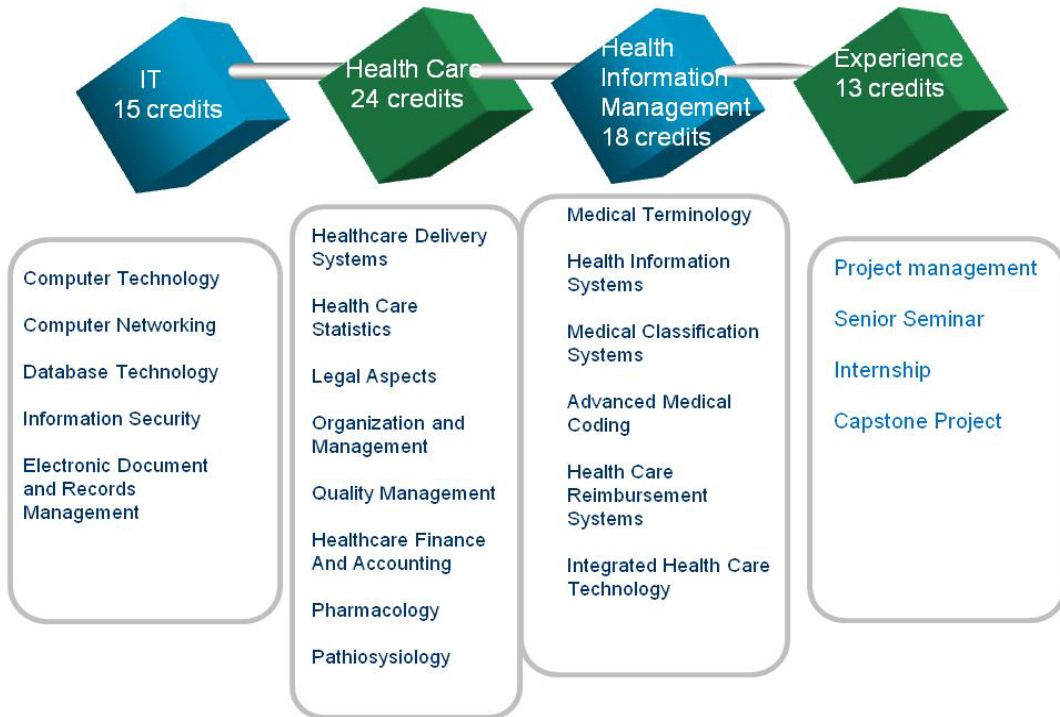 IT
15 credits
Health Care
24 credits
Health
Information
Management
18 credits
Experience
13 credits
Computer Technology
Computer Networking
Database Technology
Information Security
Electronic Document
and Records
Management
Healthcare Delivery
Systems
Health Care
Statistics
Legal Aspects
Organization and
Management
Quality Management
Healthcare Finance
And Accounting
Pharmacology
Pathiosysiology
Medical Terminology
Health Information
Systems
Medical Classification
Systems
Advanced Medical
Coding
Health Care
Reimbursement
Systems
Integrated Health Care
Technology
Project management
Senior Seminar
Internship
Capstone Project